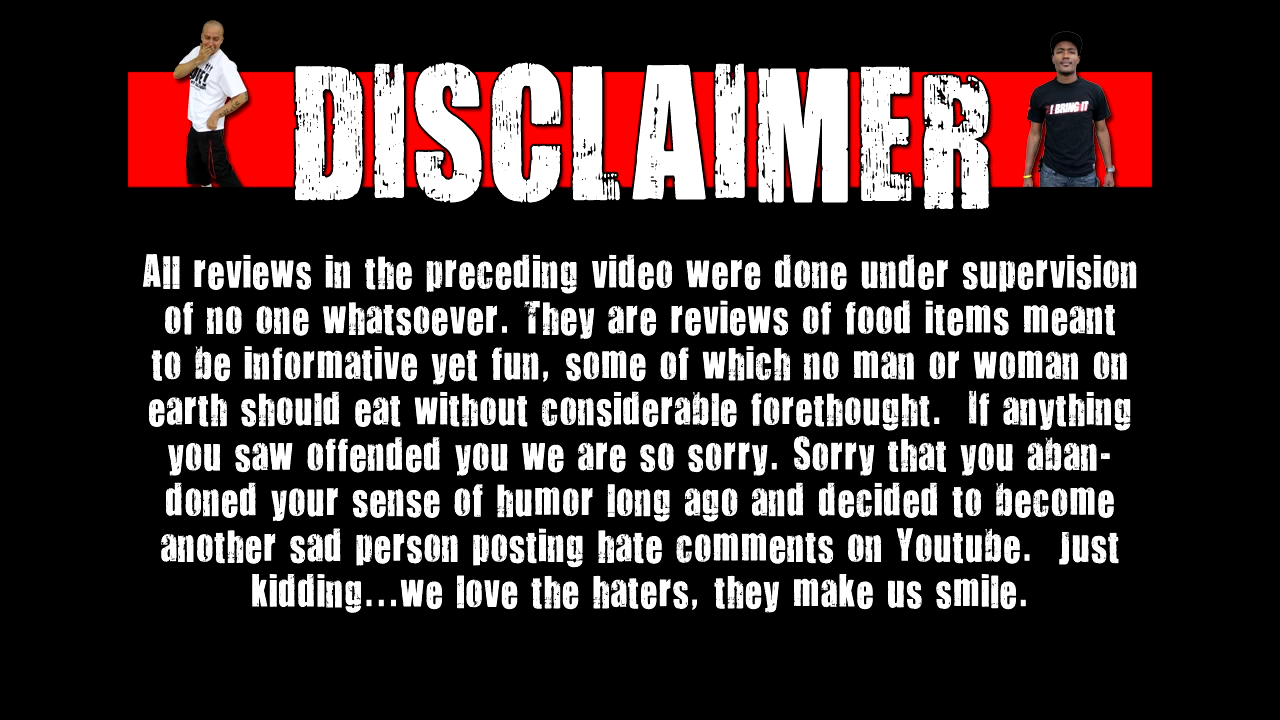 DISCLAIMER
I BRING IT
All reviews in the preceding video were done under supervision
of no one whatsoever. They are reviews of food items meant
to be informative yet fun, some of which no man or woman on
earth should eat without considerable forethought. If anything
you saw offended you we are so sorry. Sorry that you aban-
doned your sense of humor long ago and decided to become
another sad person posting hate comments on Youtube. Just
kidding...we love the haters, they make us smile.